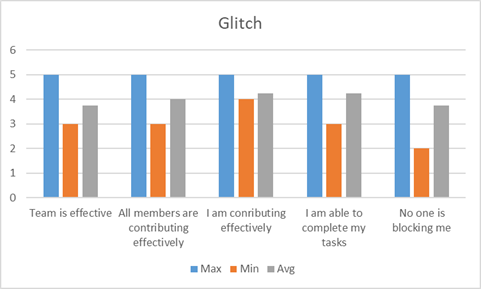 Glitch
6
5
4
3
2
1
0
Team is effective
All members are
contributing
effectively
I am conributing
effectively
I am able to
complete my
tasks
No one is
blocking me
Max Min Avg